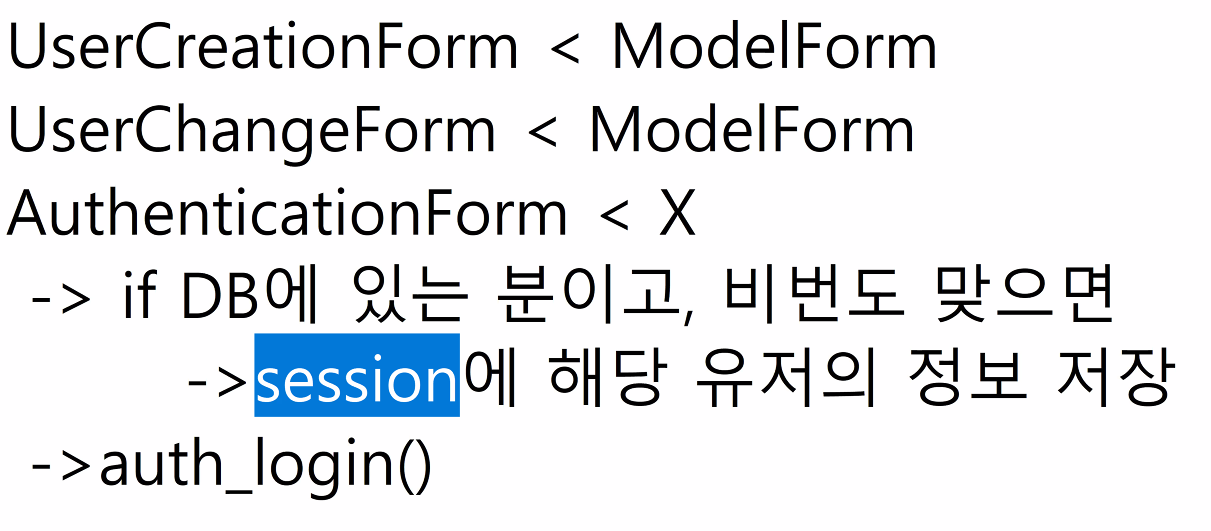 UserCreationForm < ModelForm
UserChangeForm < ModelForm
AuthenticationForm < X
-> if DB에 있는 분이고, 비번도 맞으면
->session에 해당 유저의 정보 저장
->auth_login()